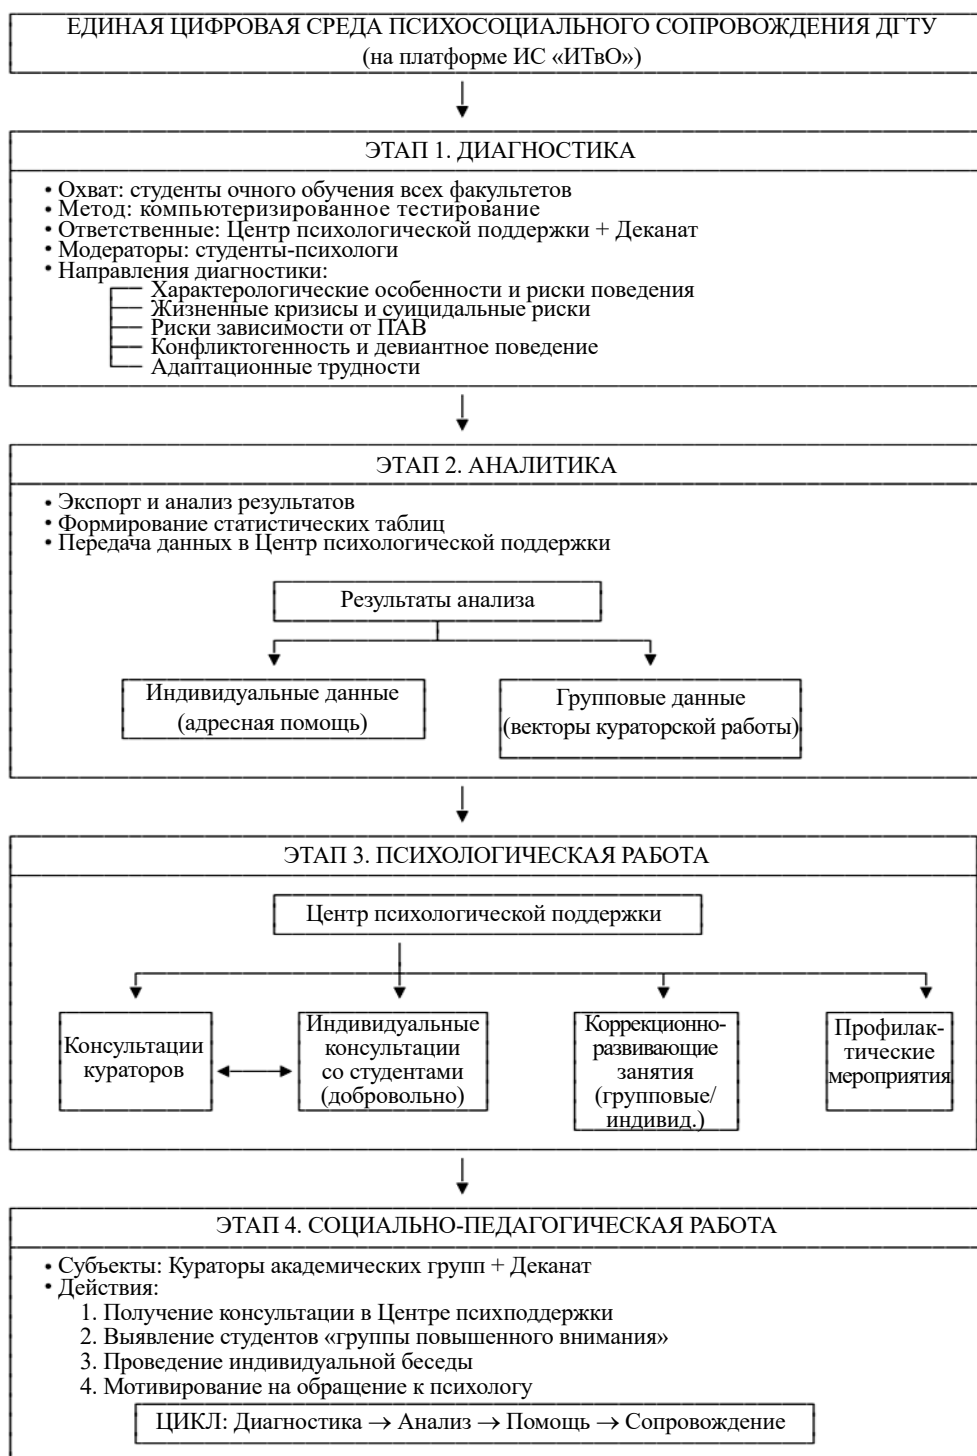 ЕДИНАЯ ЦИФРОВАЯ СРЕДА ПСИХОСОЦИАЛЬНОГО СОПРОВОЖДЕНИЯ ДГТУ
(на платформе ИС «ИТвО»)
ЭТАП 1. ДИАГНОСТИКА
• Охват: студенты очного обучения всех факультетов
• Метод: компьютеризированное тестирование
• Ответственные: Центр психологической поддержки + Деканат
• Модераторы: студенты-психологи
• Направления диагностики:
Характерологические особенности и риски поведения
Жизненные кризисы и суицидальные риски
Риски зависимости от ПАВ
Конфликтогенность и девиантное поведение
Адаптационные трудности
ЭТАП 2. АНАЛИТИКА
• Экспорт и анализ результатов
• Формирование статистических таблиц
• Передача данных в Центр психологической поддержки
Результаты анализа
Индивидуальные данные
(адресная помощь)
Групповые данные
(векторы кураторской работы)
ЭТАП 3. ПСИХОЛОГИЧЕСКАЯ РАБОТА
Центр психологической поддержки
Консультации
кураторов
Индивидуальные
консультации
со студентами
(добровольно)
Коррекционно-
развивающие
занятия
(групповые/
индивид.)
Профилак-
тические
мероприятия
ЭТАП 4. СОЦИАЛЬНО-ПЕДАГОГИЧЕСКАЯ РАБОТА
• Субъекты: Кураторы академических групп + Деканат
• Действия:
1. Получение консультации в Центре психподдержки
2. Выявление студентов «группы повышенного внимания»
3. Проведение индивидуальной беседы
4. Мотивирование на обращение к психологу
ЦИКЛ: Диагностика → Анализ → Помощь → Сопровождение